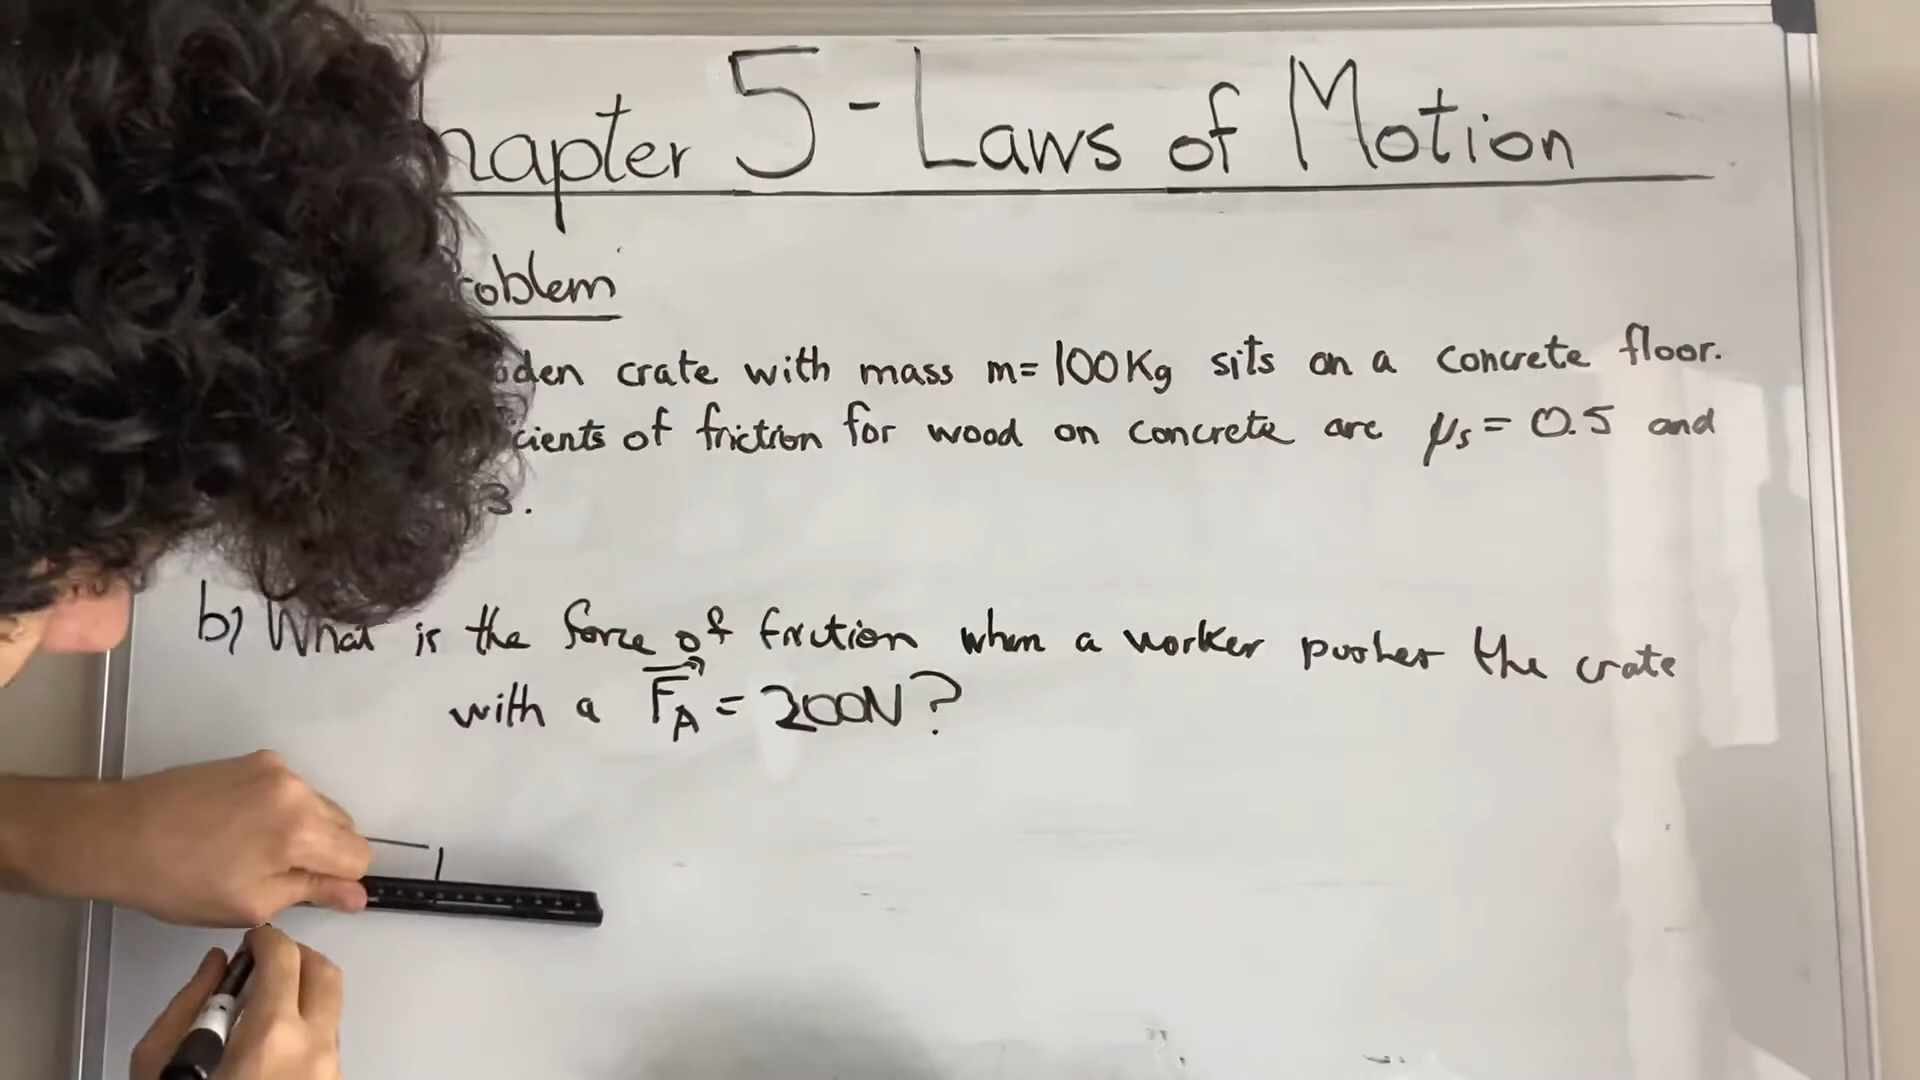 hapter 5 - Laws of Motion
roblem
oden crate with mass m= 100Kg sits on a concrete floor.
cients of friction for wood on concrete are μs = 0.5 and
3.
b) What is the force of friction when a worker pushes the crate
with a F⃗A = 200N?